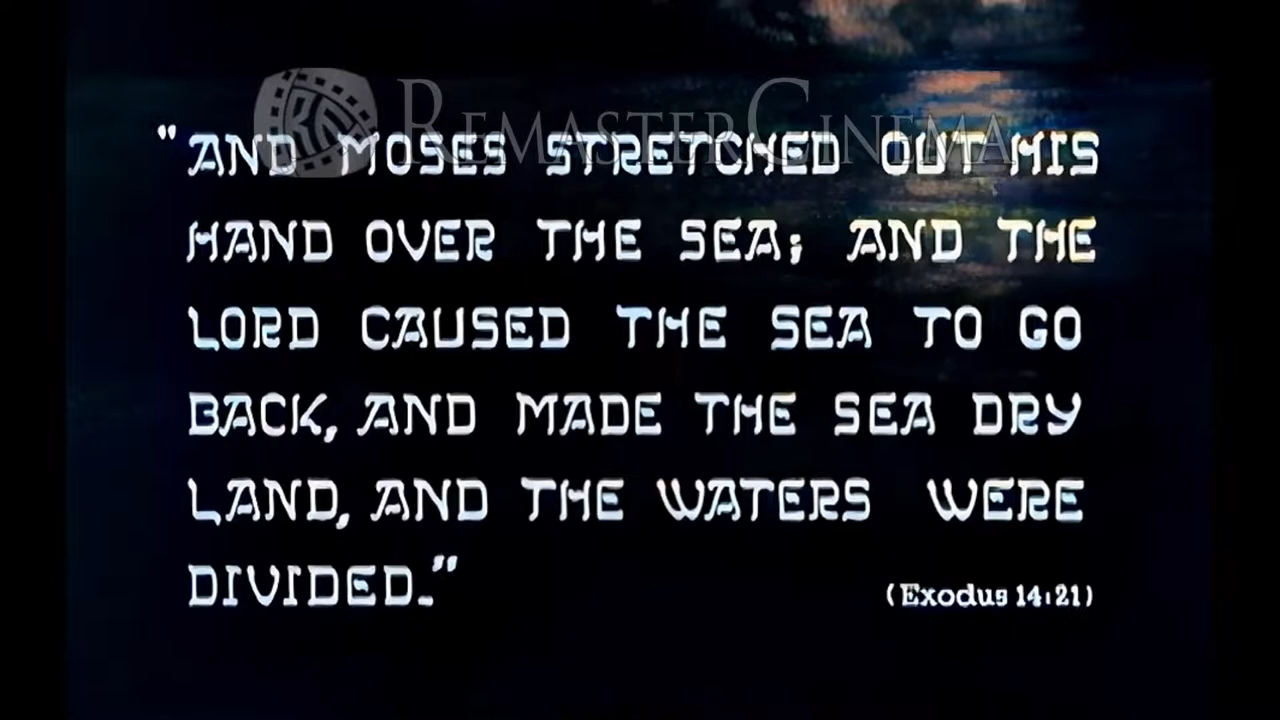 REMASTERCINEMA
"AND MOSES STRETCHED OUT HIS
HAND OVER THE SEA; AND THE
LORD CAUSED THE SEA TO GO
BACK, AND MADE THE SEA DRY
LAND, AND THE WATERS WERE
DIVIDED."
(Exodus 14:21)